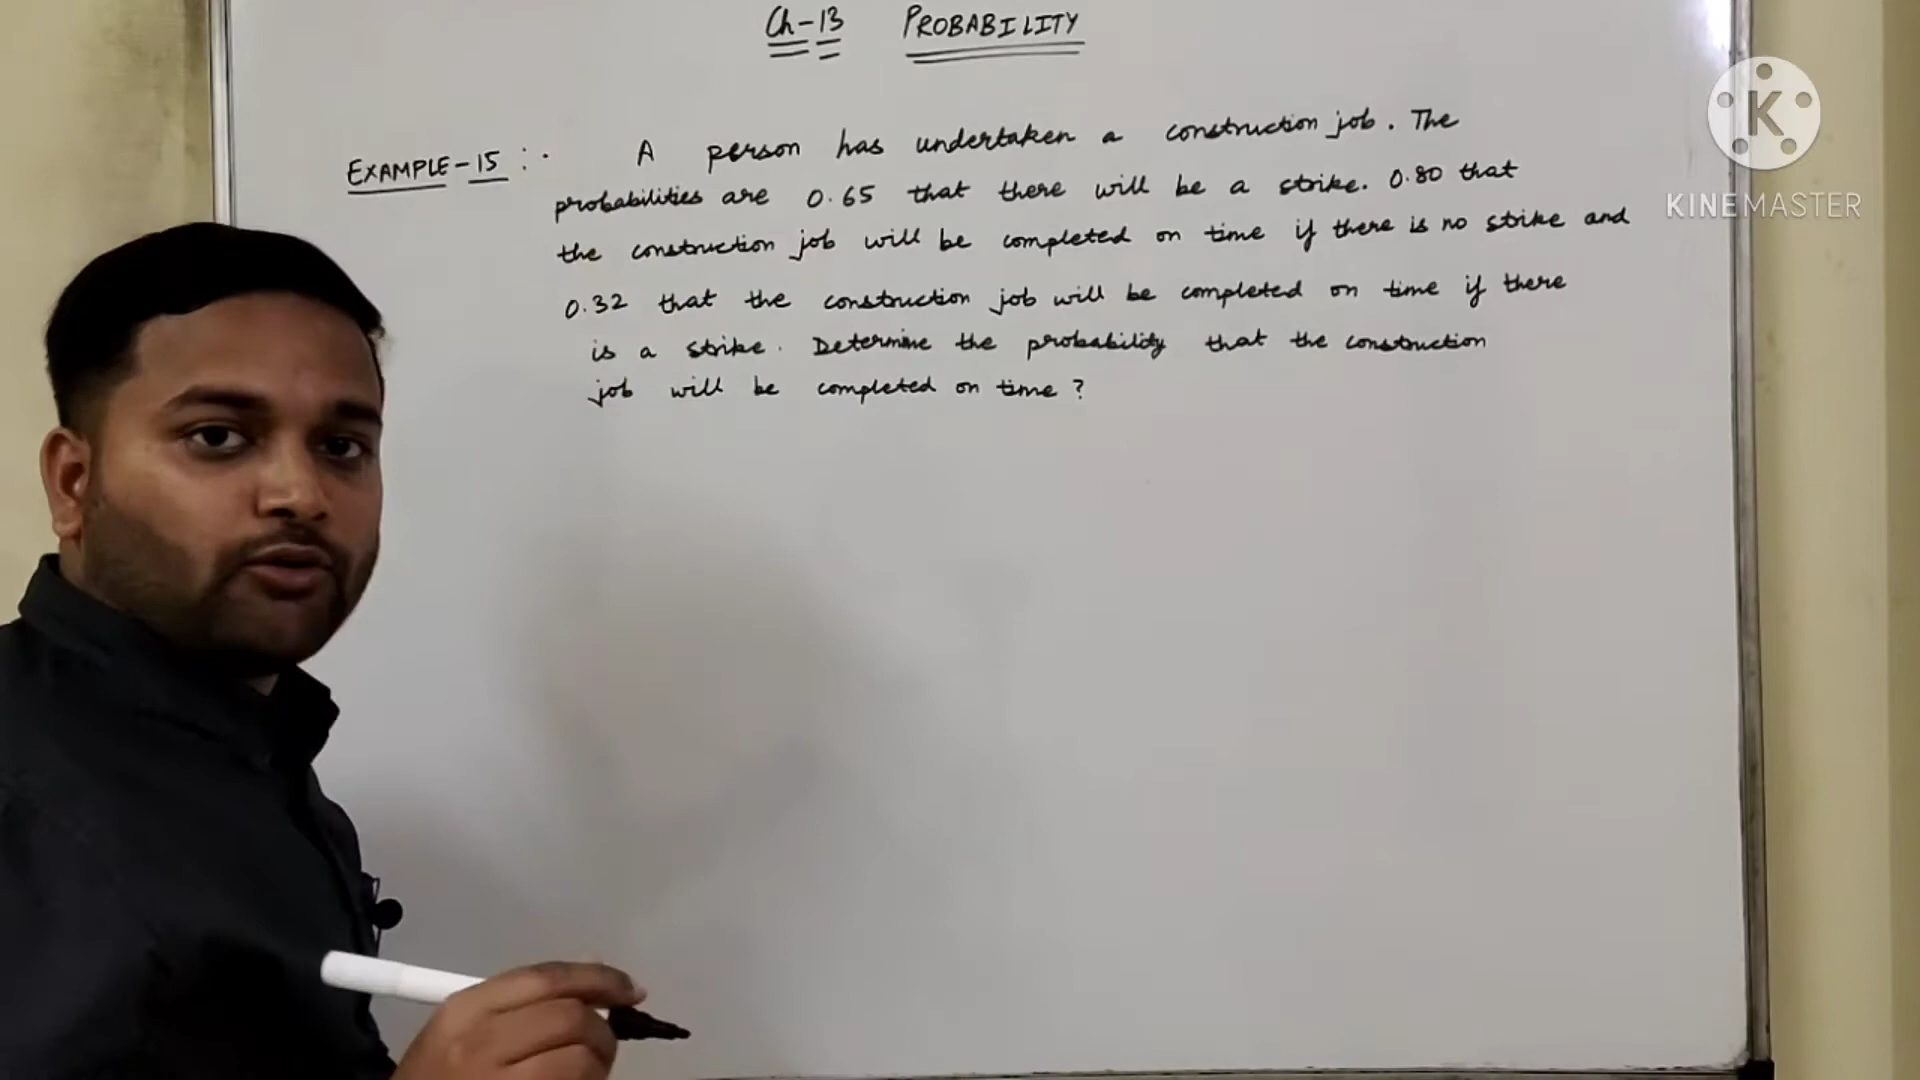 Ch-13 PROBABILITY
EXAMPLE-15 :. A person has undertaken a construction job. The
probabilities are 0.65 that there will be a strike. 0.80 that
the construction job will be completed on time if there is no strike and
0.32 that the construction job will be completed on time if there
is a strike. Determine the probability that the construction
job will be completed on time ?
K
KINEMASTER